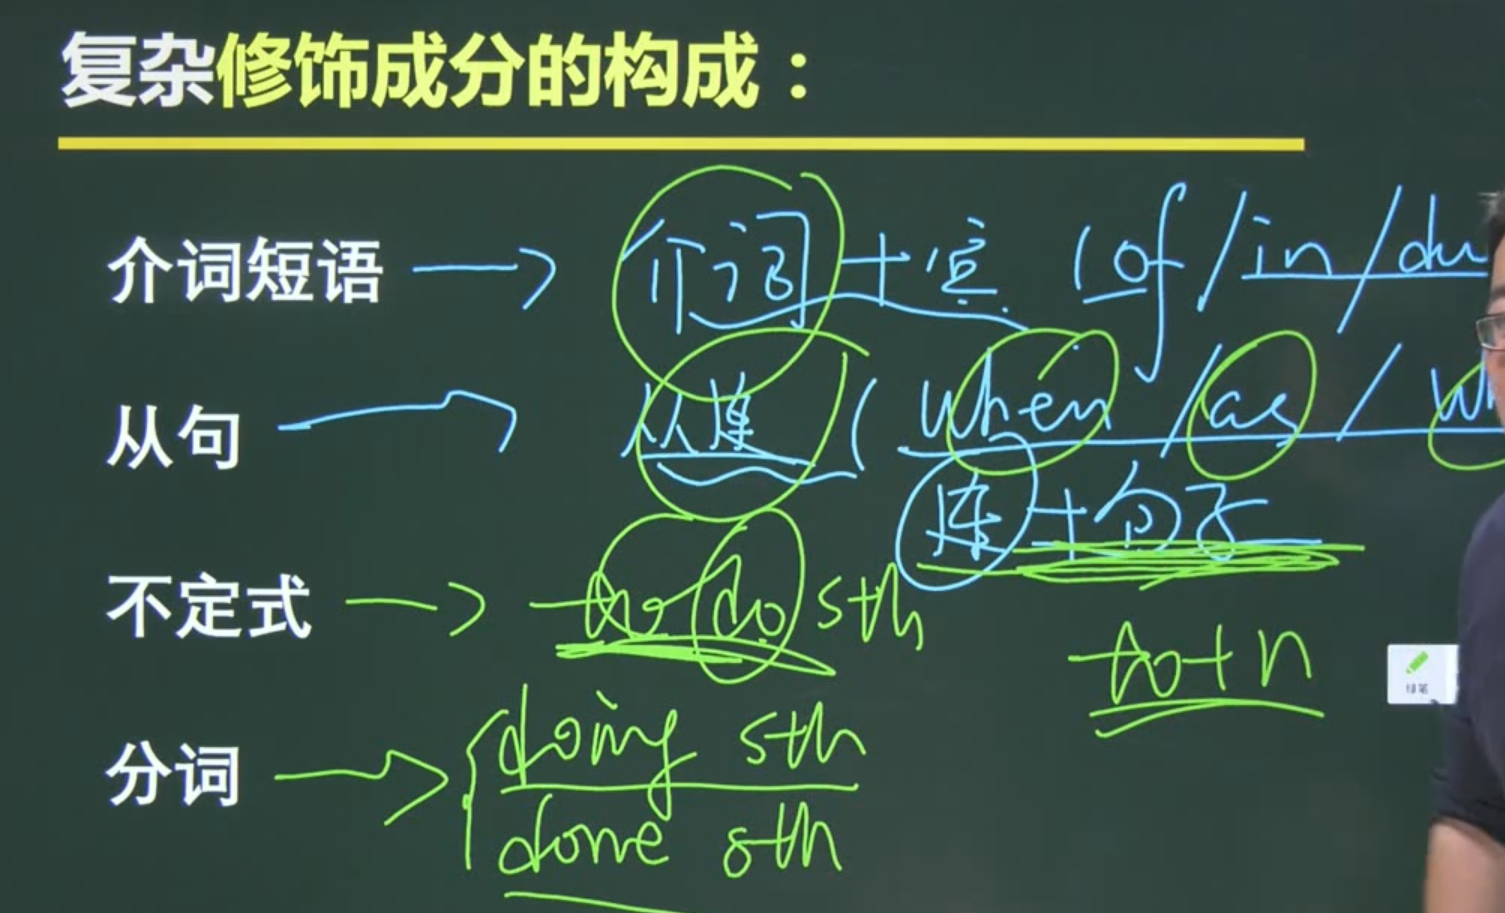 复杂修饰成分的构成：
介词短语 → 介词 + 宾 (of / in / du
从句 → 从连 ( when / as / wh
连 + 句子
不定式 → to do sth
to + n
绿笔
分词 → { doing sth
done sth